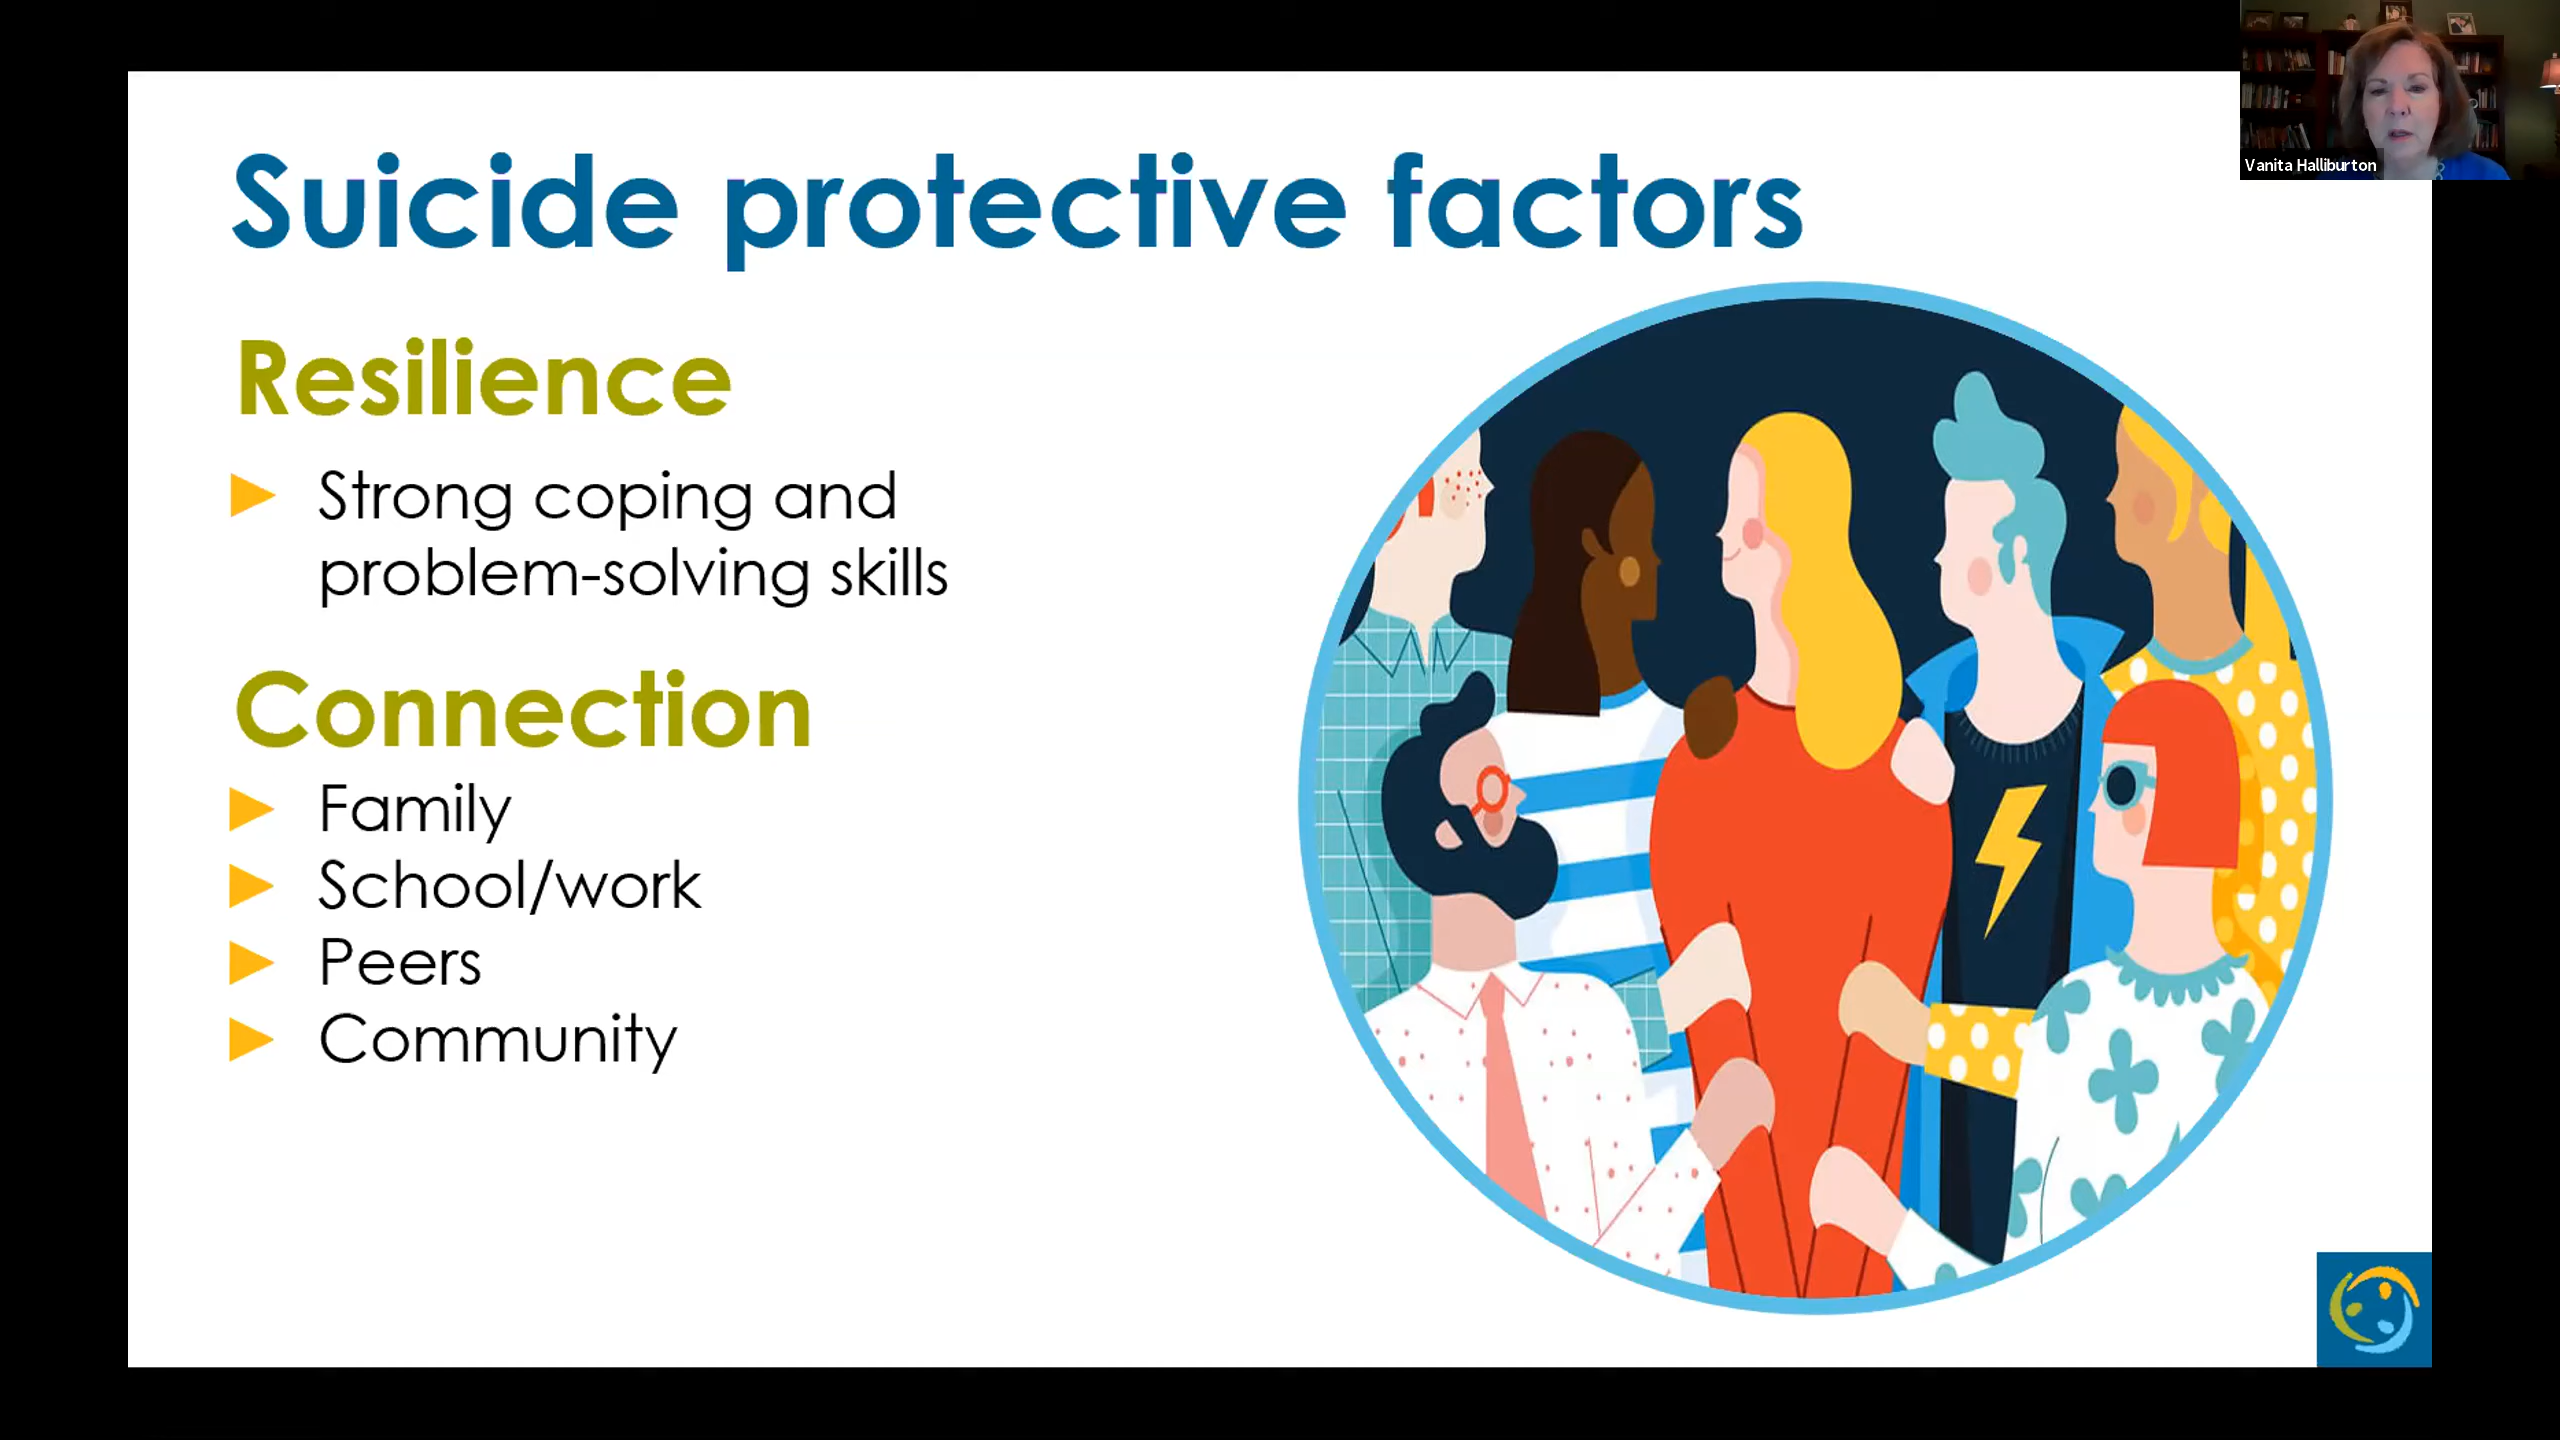 Vanita Halliburton
Suicide protective factors
Resilience
Strong coping and
problem-solving skills
Connection
Family
School/work
Peers
Community